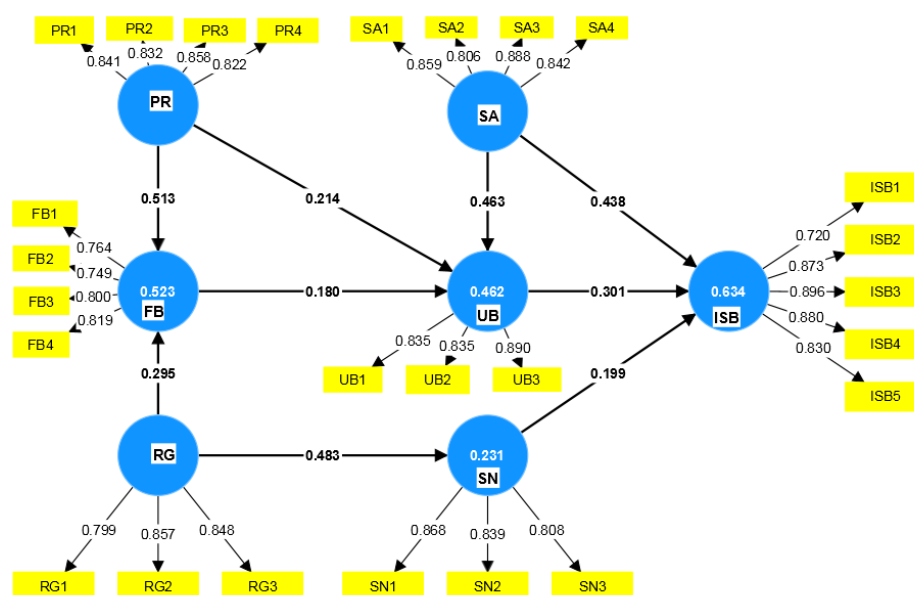 PR1 PR2 PR3 PR4
0.841 0.832 0.858 0.822
PR
SA1 SA2 SA3 SA4
0.859 0.806 0.888 0.842
SA
0.513
0.214
0.463
0.438
FB1
FB2
FB3
FB4
0.764
0.749
0.800
0.819
0.523
FB
0.180
0.462
UB
0.301
0.634
ISB
0.720
0.873
0.896
0.880
0.830
ISB1
ISB2
ISB3
ISB4
ISB5
0.835 0.835 0.890
UB1 UB2 UB3
0.295
0.199
RG
0.483
0.231
SN
0.799 0.857 0.848
RG1 RG2 RG3
0.868 0.839 0.808
SN1 SN2 SN3